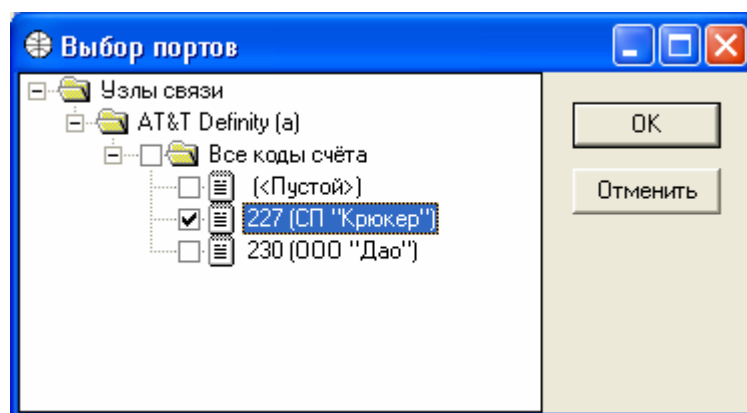 Выбор портов
Узлы связи
AT&T Definity (a)
Все коды счёта
(<Пустой>)
227 (СП "Крюкер")
230 (ООО "Дао")
OK
Отменить